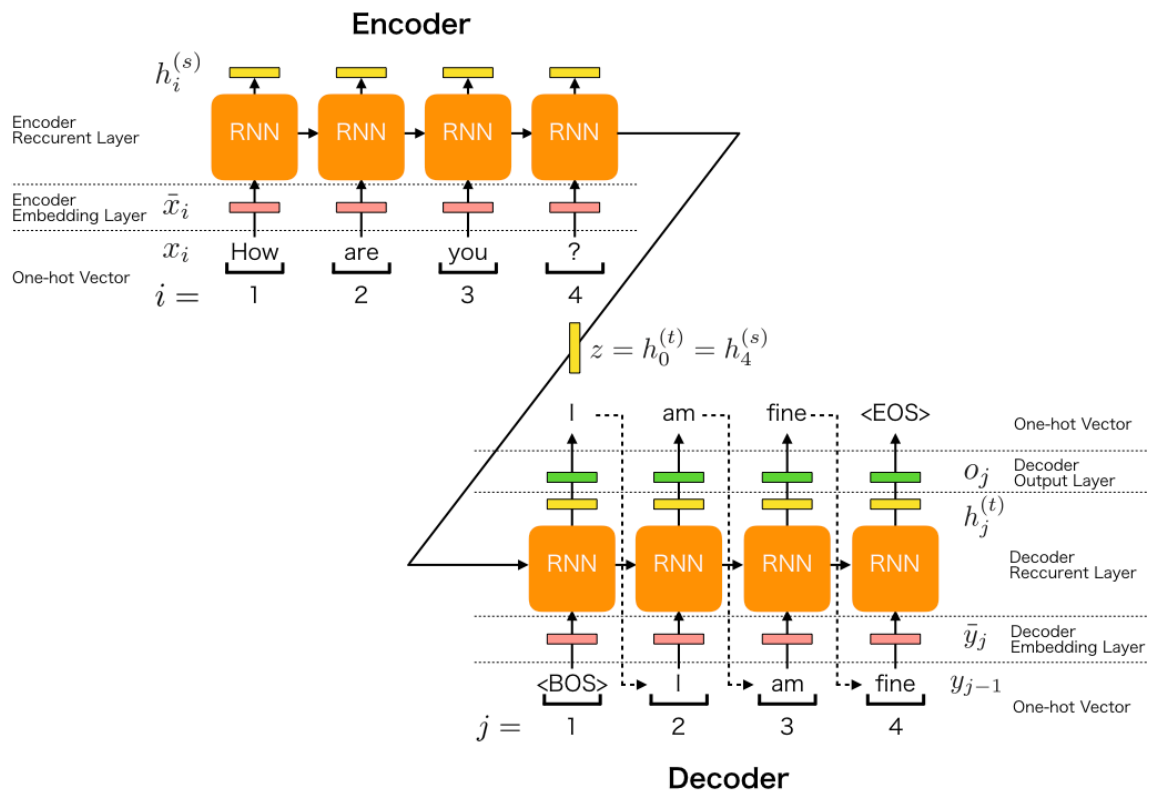 Encoder
h_i^{(s)}
Encoder
Reccurent Layer
RNN RNN RNN RNN
Encoder
Embedding Layer
x̄_i
x_i How are you ?
One-hot Vector
i = 1 2 3 4
z = h_0^{(t)} = h_4^{(s)}
I am fine <EOS>
One-hot Vector
o_j
Decoder
Output Layer
h_j^{(t)}
RNN RNN RNN RNN
Decoder
Reccurent Layer
ȳ_j
Decoder
Embedding Layer
<BOS> I am fine y_{j-1}
One-hot Vector
j = 1 2 3 4
Decoder